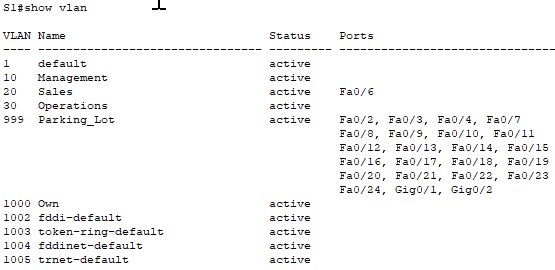 S1#show vlan
VLAN Name                             Status    Ports
---- -------------------------------- --------- -------------------------------
1    default                          active
10   Management                       active
20   Sales                            active    Fa0/6
30   Operations                       active
999  Parking_Lot                      active    Fa0/2, Fa0/3, Fa0/4, Fa0/7
                                                Fa0/8, Fa0/9, Fa0/10, Fa0/11
                                                Fa0/12, Fa0/13, Fa0/14, Fa0/15
                                                Fa0/16, Fa0/17, Fa0/18, Fa0/19
                                                Fa0/20, Fa0/21, Fa0/22, Fa0/23
                                                Fa0/24, Gig0/1, Gig0/2
1000 Own                              active
1002 fddi-default                     active
1003 token-ring-default               active
1004 fddinet-default                  active
1005 trnet-default                    active